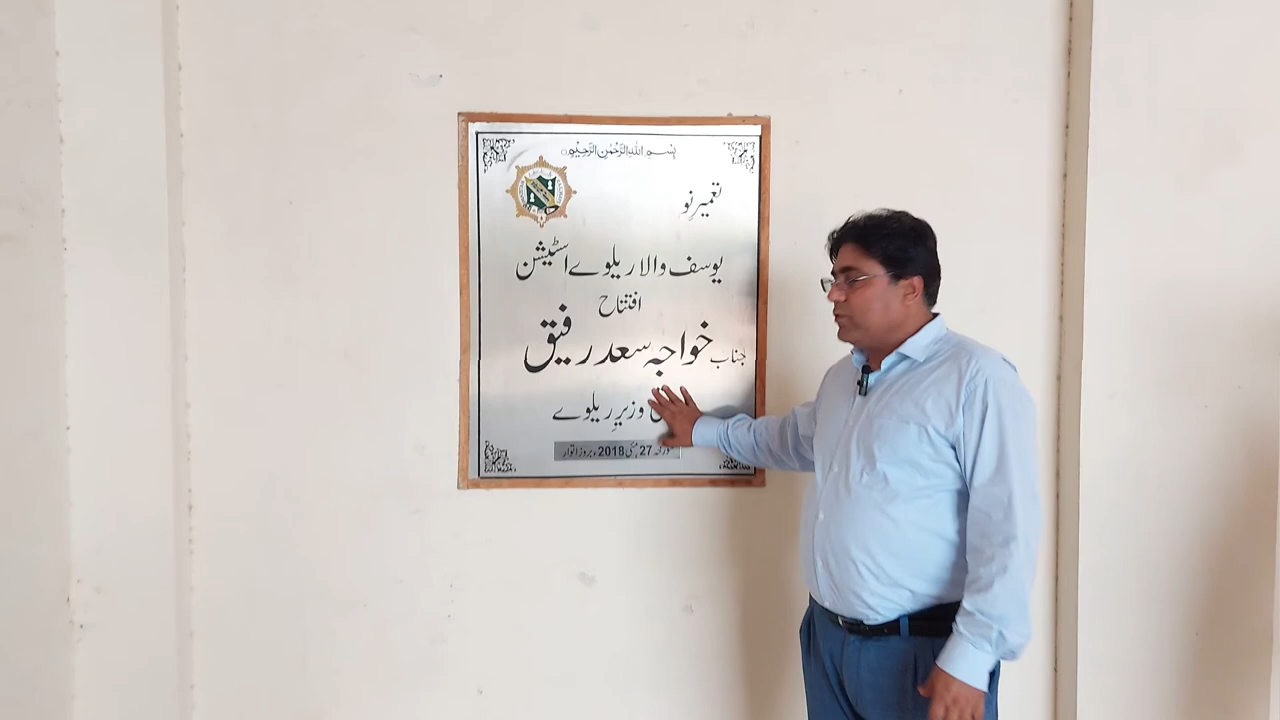 بسم اللہ الرحمٰن الرحیم
تعمیرِ نو
یوسف والا ریلوے اسٹیشن
افتتاح
جناب خواجہ سعد رفیق
وزیرِ ریلوے
27 مئی 2018ء بروز اتوار